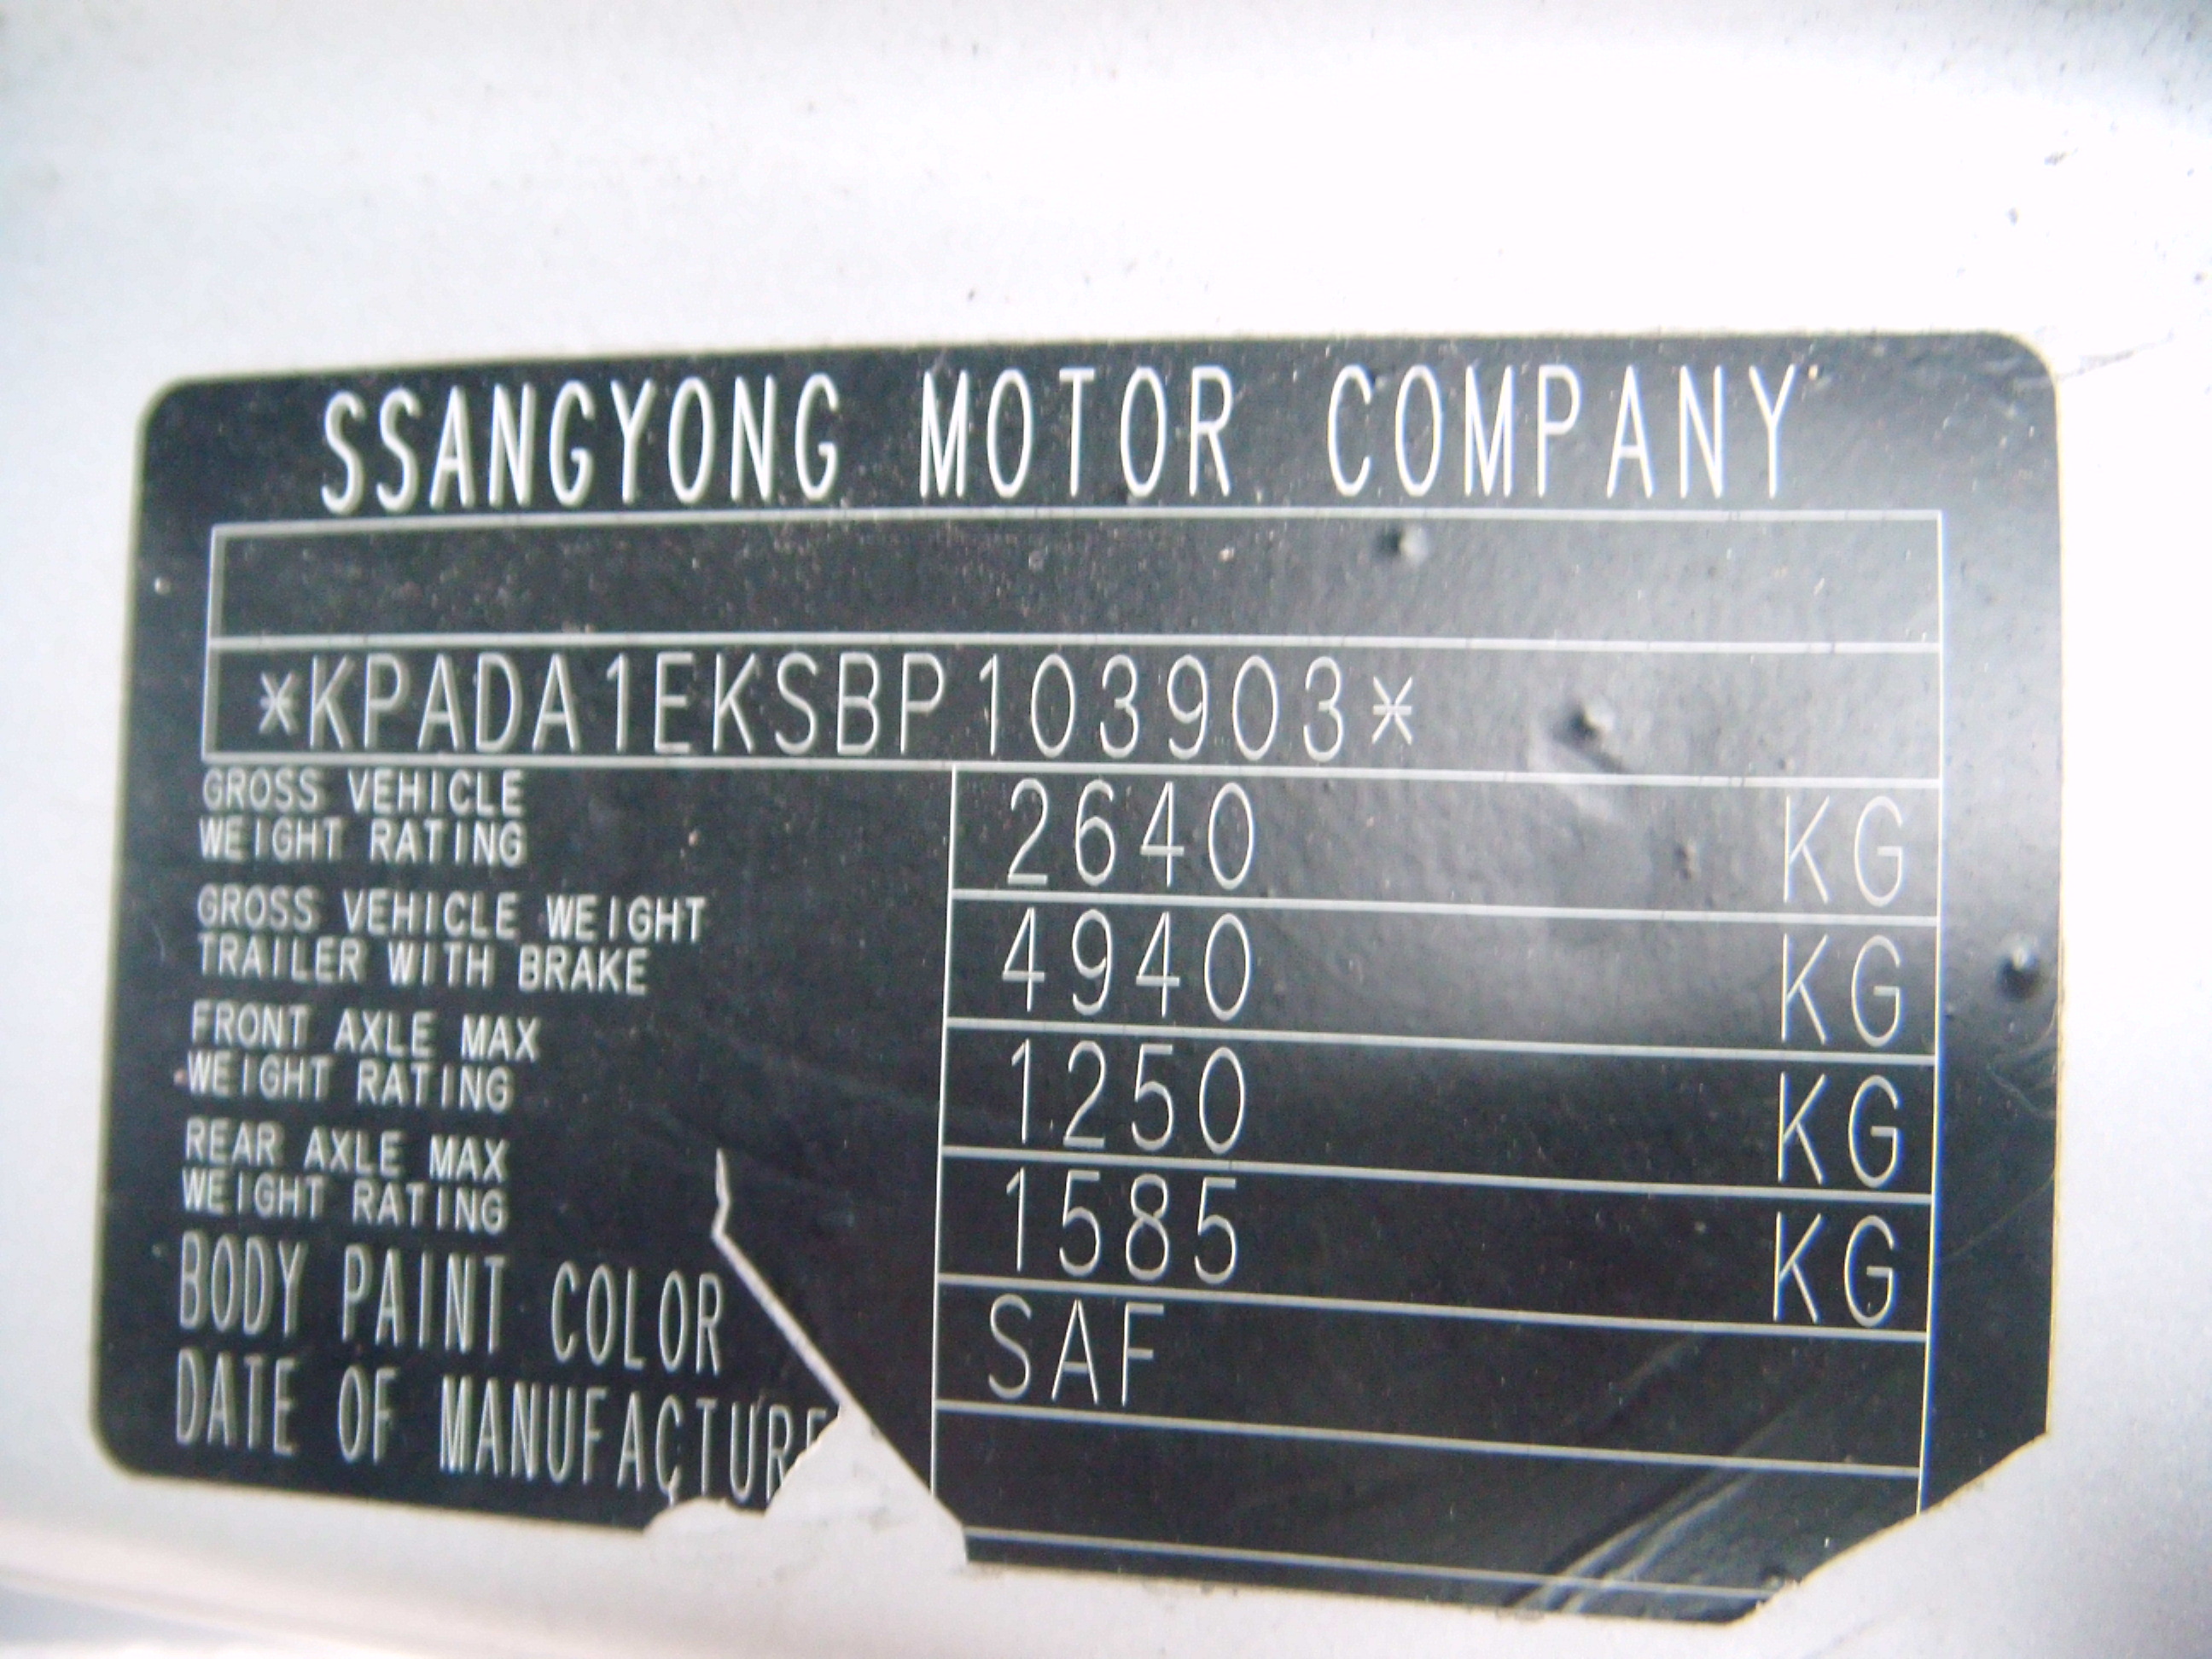 SSANGYONG MOTOR COMPANY
*KPADA1EKSBP103903*
GROSS VEHICLE
WEIGHT RATING
2640 KG
GROSS VEHICLE WEIGHT
TRAILER WITH BRAKE
4940 KG
FRONT AXLE MAX
WEIGHT RATING
1250 KG
REAR AXLE MAX
WEIGHT RATING
1585 KG
BODY PAINT COLOR
SAF
DATE OF MANUFACTURE